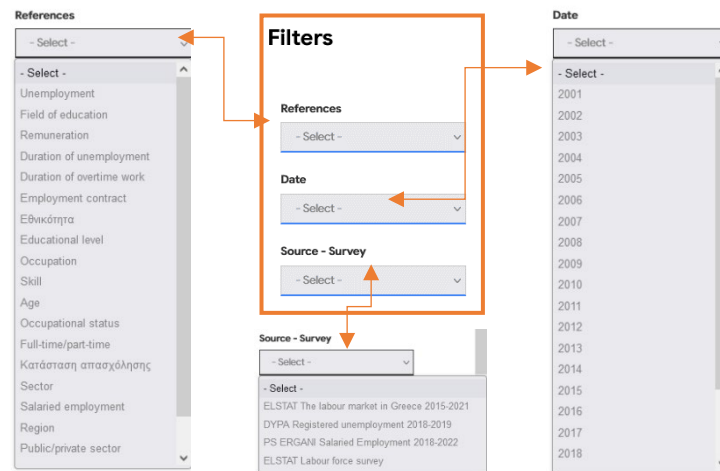 References
- Select -
- Select -
Unemployment
Field of education
Remuneration
Duration of unemployment
Duration of overtime work
Employment contract
Εθνικότητα
Educational level
Occupation
Skill
Age
Occupational status
Full-time/part-time
Κατάσταση απασχόλησης
Sector
Salaried employment
Region
Public/private sector
Filters
References
- Select -
Date
- Select -
Source - Survey
- Select -
Source - Survey
- Select -
- Select -
ELSTAT The labour market in Greece 2015-2021
DYPA Registered unemployment 2018-2019
PS ERGANI Salaried Employment 2018-2022
ELSTAT Labour force survey
Date
- Select -
- Select -
2001
2002
2003
2004
2005
2006
2007
2008
2009
2010
2011
2012
2013
2014
2015
2016
2017
2018